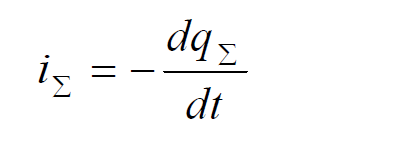 i_Σ = − dq_Σ / dt